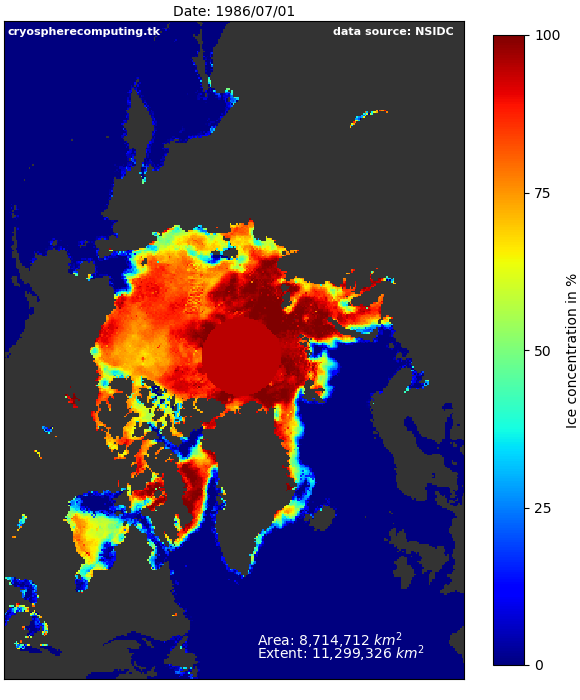 Date: 1986/07/01
cryospherecomputing.tk data source: NSIDC
100
75
50
25
0
Ice concentration in %
Area: 8,714,712 km²
Extent: 11,299,326 km²